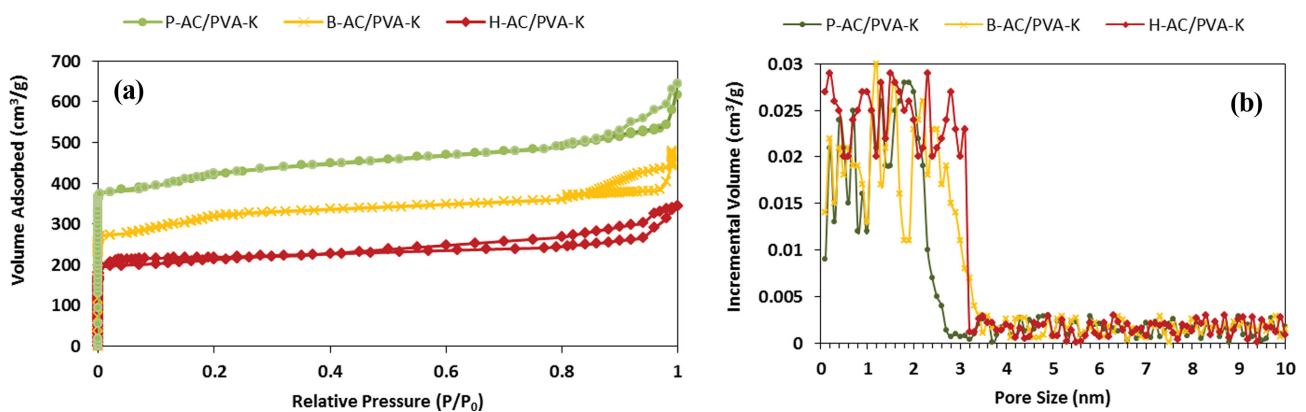 P-AC/PVA-K B-AC/PVA-K H-AC/PVA-K
(a)
Volume Adsorbed (cm³/g)
700
600
500
400
300
200
100
0
0 0.2 0.4 0.6 0.8 1
Relative Pressure (P/P₀)
P-AC/PVA-K B-AC/PVA-K H-AC/PVA-K
(b)
Incremental Volume (cm³/g)
0.03
0.025
0.02
0.015
0.01
0.005
0
0 1 2 3 4 5 6 7 8 9 10
Pore Size (nm)